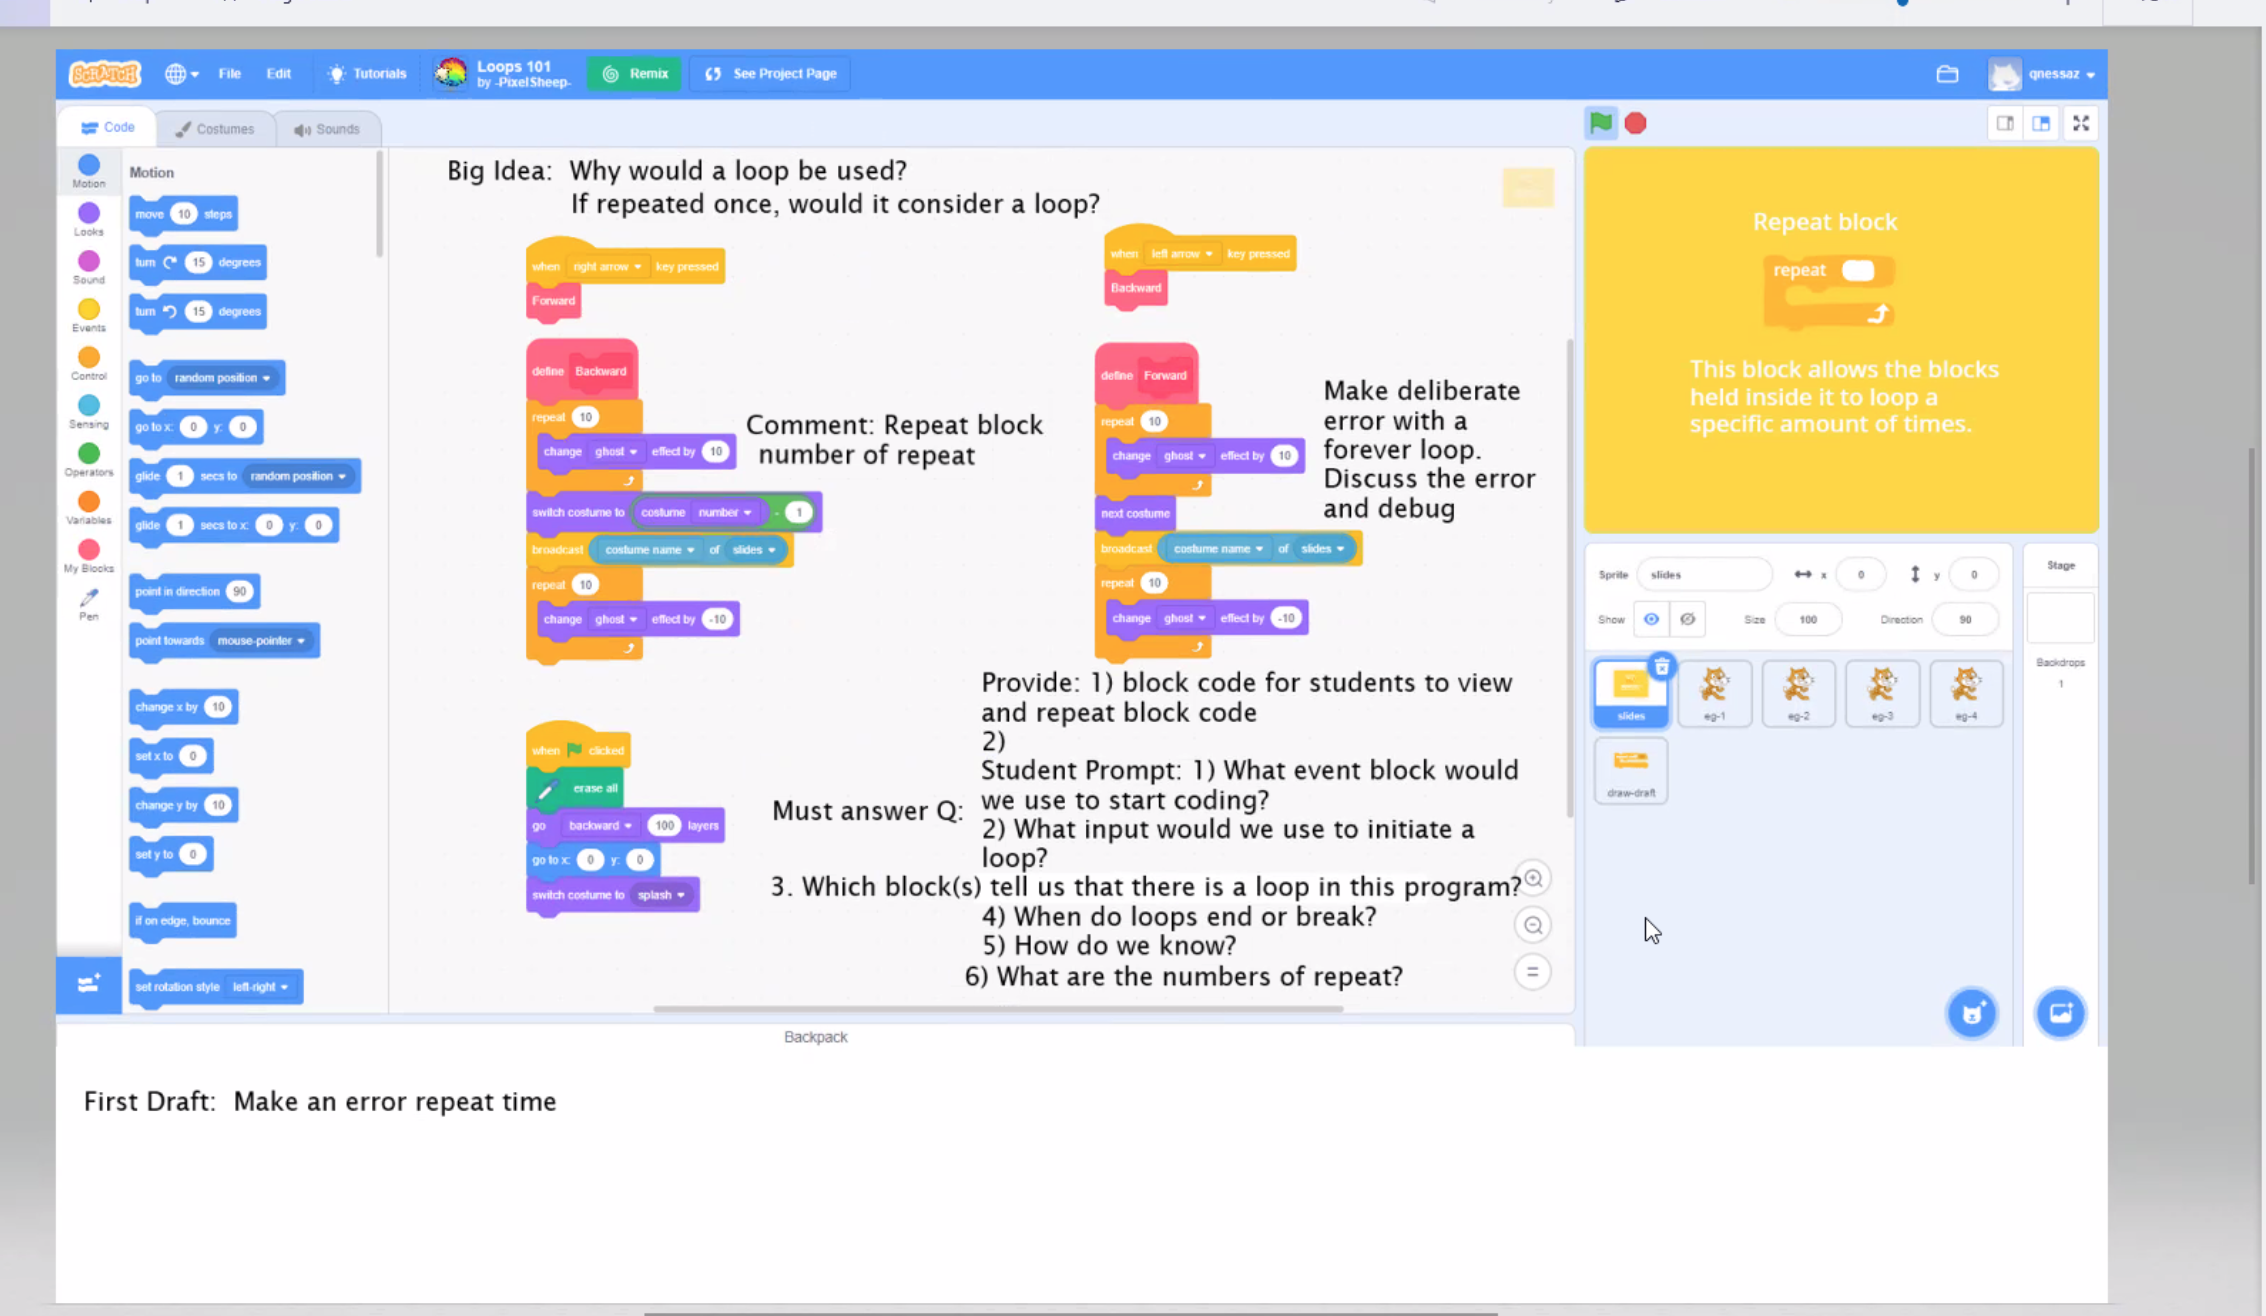 SCRATCH File Edit Tutorials Loops 101 by -PixelSheep- Remix See Project Page qnessaz
Code Costumes Sounds
Motion
Looks
Sound
Events
Control
Sensing
Operators
Variables
My Blocks
Pen
Motion
move 10 steps
turn 15 degrees
turn 15 degrees
go to random position
go to x: 0 y: 0
glide 1 secs to random position
glide 1 secs to x: 0 y: 0
point in direction 90
point towards mouse-pointer
change x by 10
set x to 0
change y by 10
set y to 0
if on edge, bounce
set rotation style left-right
Big Idea: Why would a loop be used?
If repeated once, would it consider a loop?
when right arrow key pressed
Forward
define Backward
repeat 10
change ghost effect by 10
switch costume to costume number - 1
broadcast costume name of slides
repeat 10
change ghost effect by -10
Comment: Repeat block
number of repeat
when left arrow key pressed
Backward
define Forward
repeat 10
change ghost effect by 10
next costume
broadcast costume name of slides
repeat 10
change ghost effect by -10
Make deliberate
error with a
forever loop.
Discuss the error
and debug
when clicked
erase all
go backward 100 layers
go to x: 0 y: 0
switch costume to splash
Provide: 1) block code for students to view
and repeat block code
2)
Student Prompt: 1) What event block would
Must answer Q: we use to start coding?
2) What input would we use to initiate a
loop?
3. Which block(s) tell us that there is a loop in this program?
4) When do loops end or break?
5) How do we know?
6) What are the numbers of repeat?
Repeat block
repeat
This block allows the blocks
held inside it to loop a
specific amount of times.
Sprite slides x 0 y 0
Show Size 100 Direction 90
slides eg-1 eg-2 eg-3 eg-4
draw-draft
Stage
Backdrops
1
Backpack
First Draft: Make an error repeat time